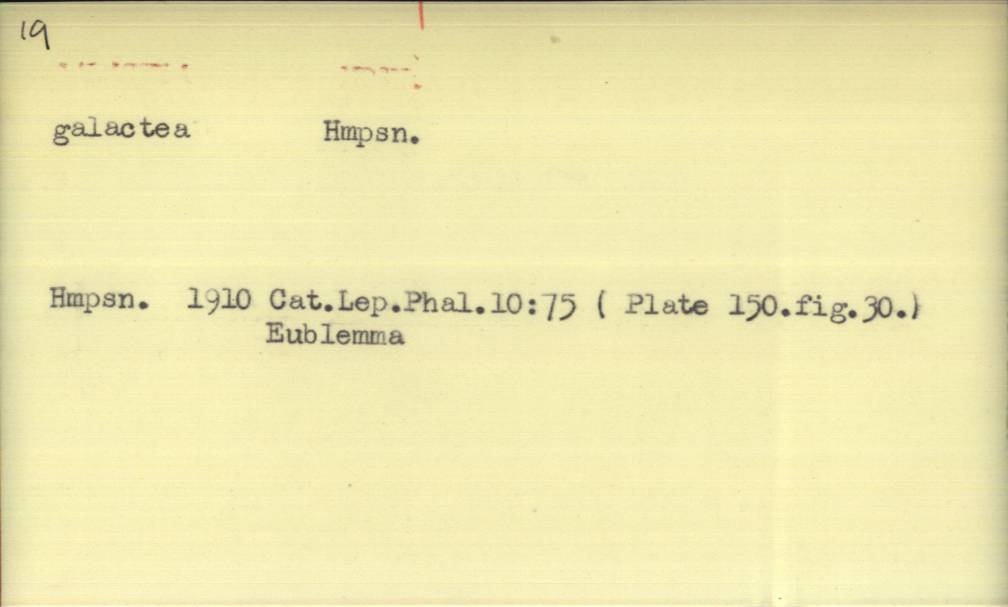 19
galactea Hmpsn.
Hmpsn. 1910 Cat.Lep.Phal.10:75 ( Plate 150.fig.30.)
Eublemma